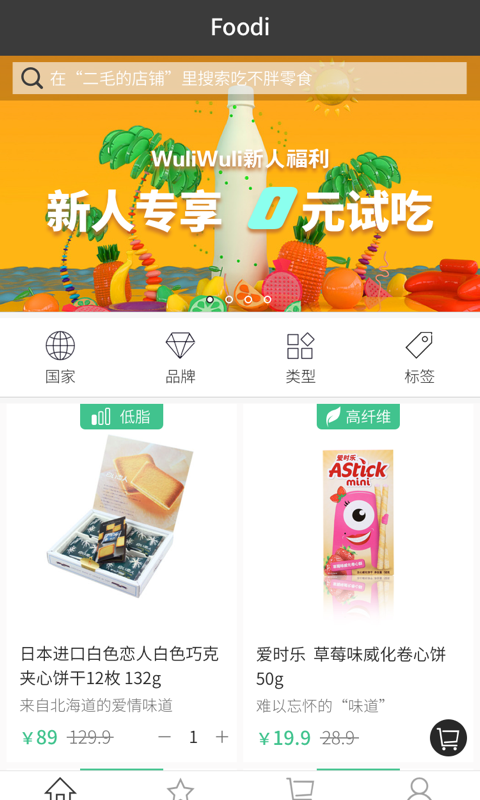 Foodi
在“二毛的店铺”里搜索吃不胖零食
WuliWuli新人福利
新人专享 0元试吃
国家 品牌 类型 标签
低脂
高纤维
爱时乐
AStick
mini
日本进口白色恋人白色巧克
夹心饼干12枚 132g
来自北海道的爱情味道
￥89 129.9 － 1 ＋
爱时乐 草莓味威化卷心饼
50g
难以忘怀的“味道”
￥19.9 28.9